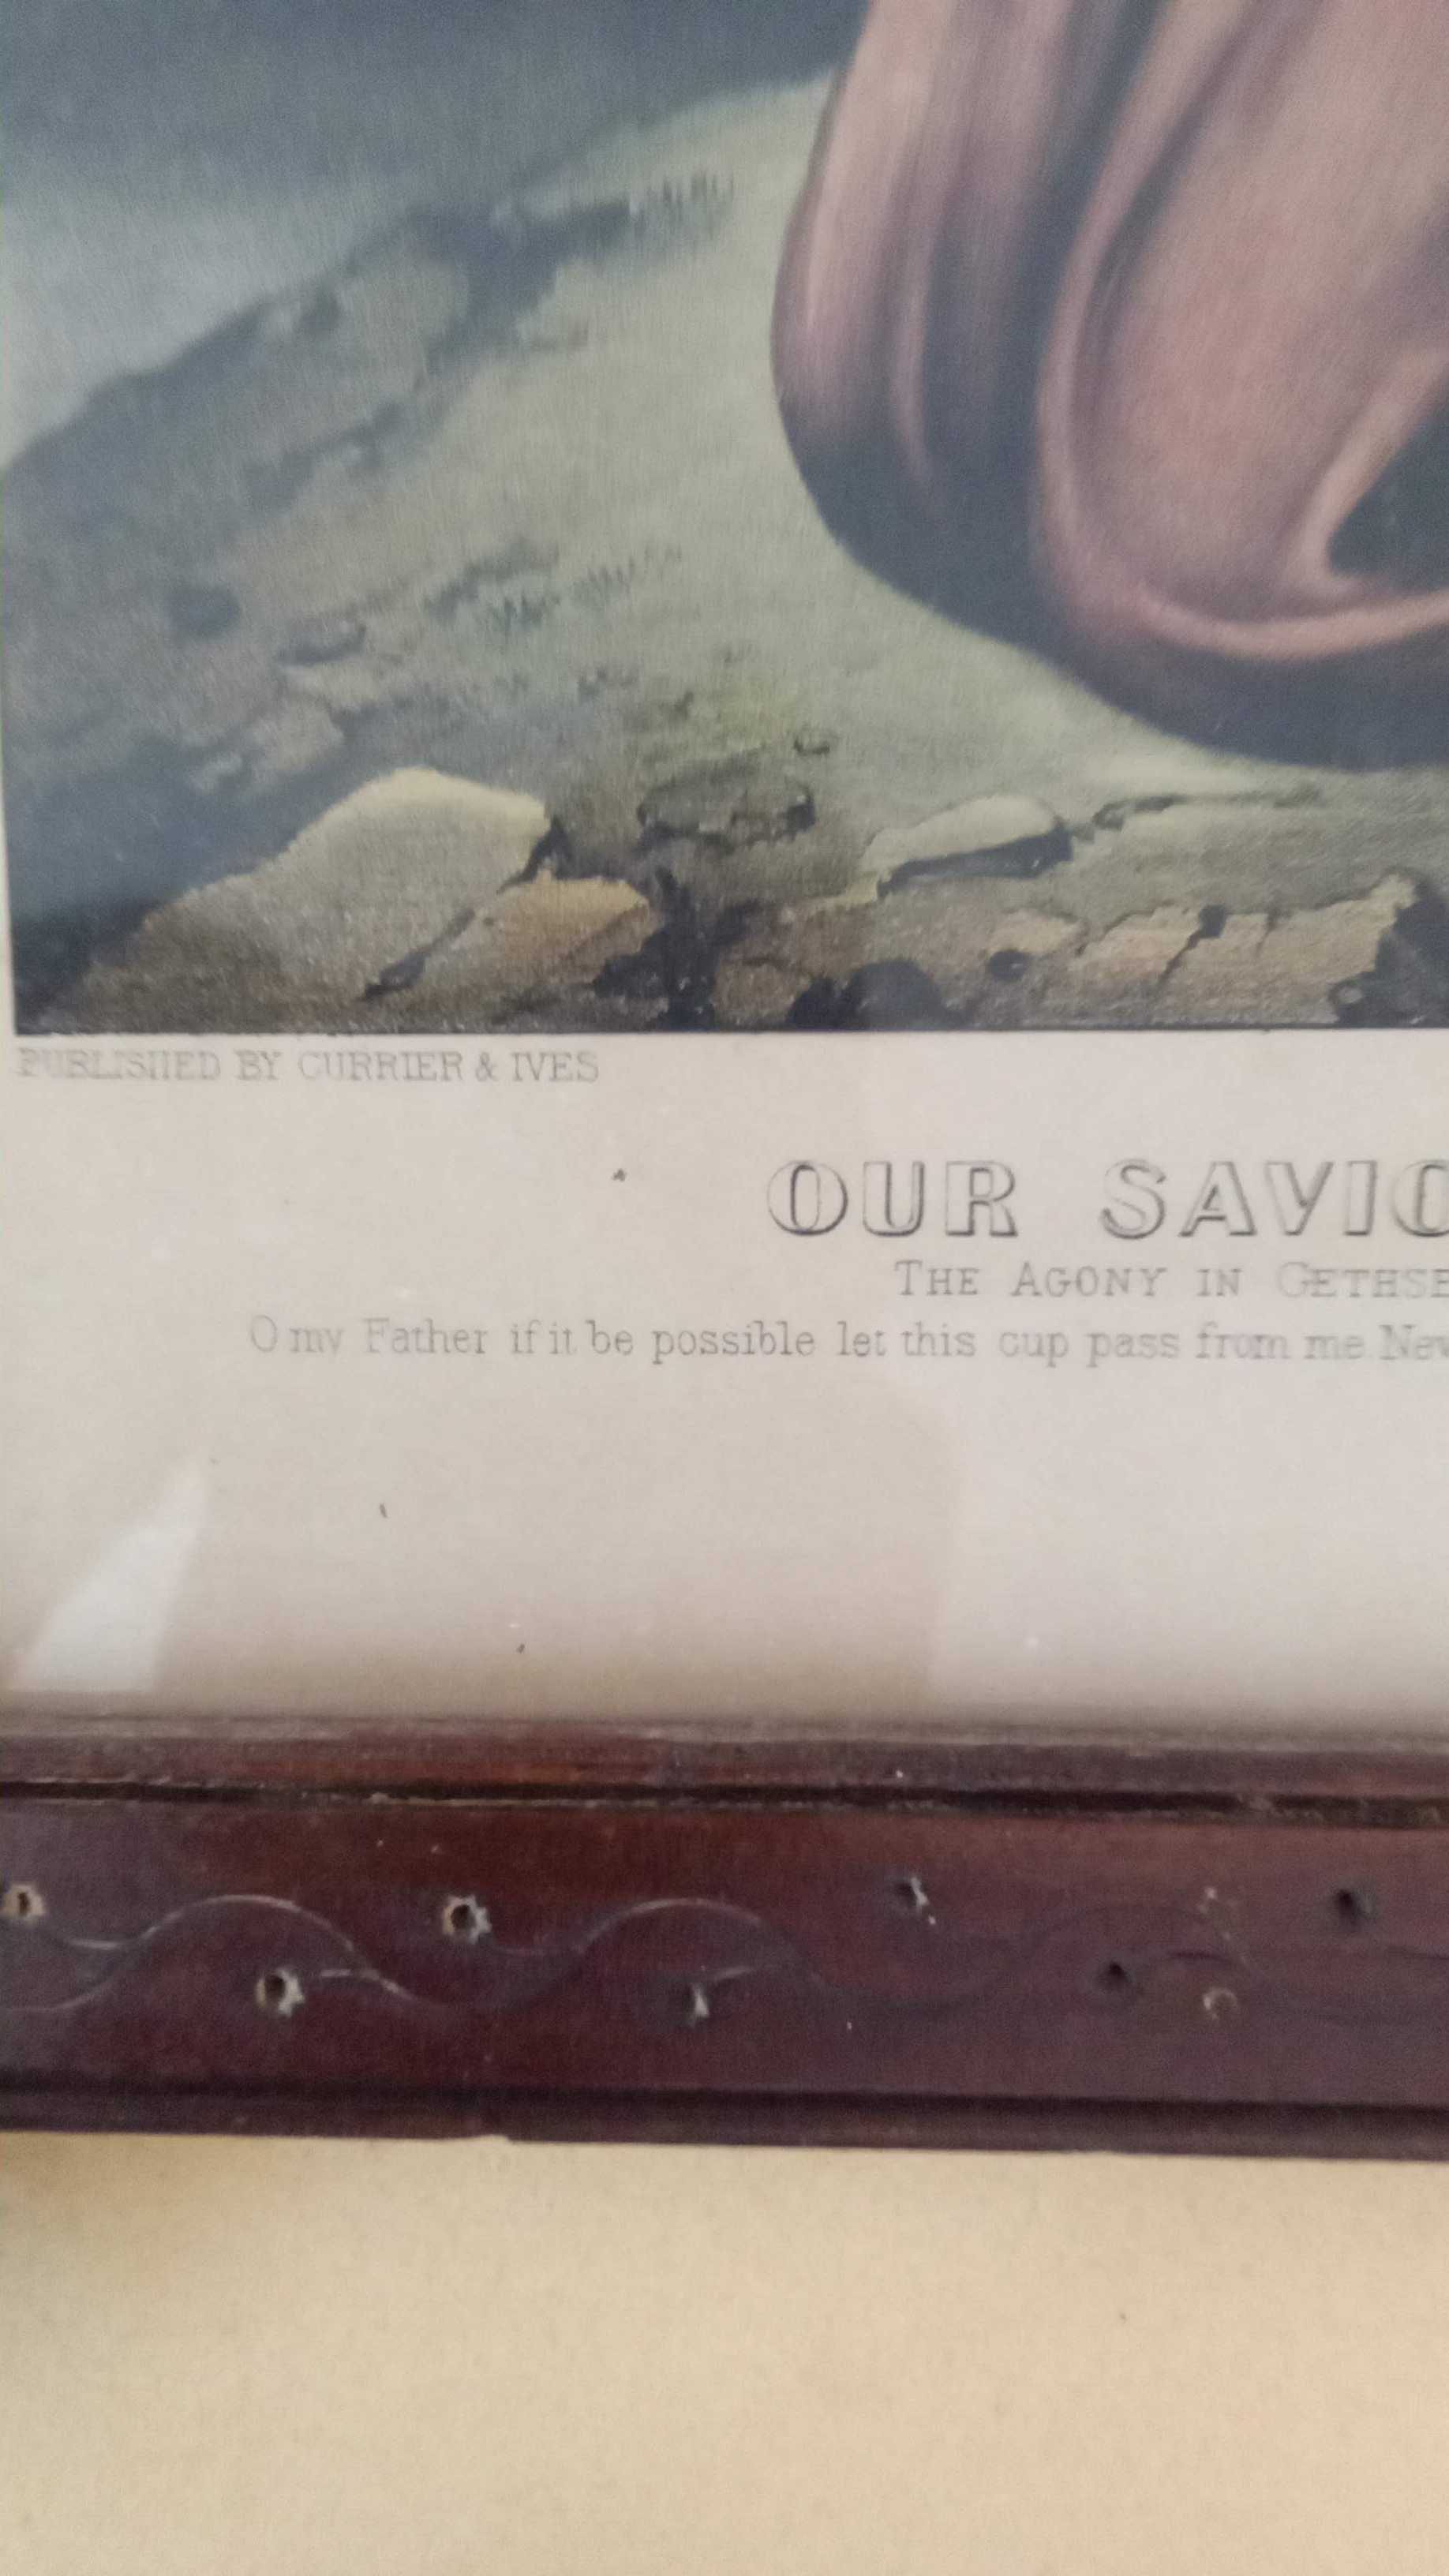 PUBLISHED BY CURRIER & IVES
OUR SAVIO
THE AGONY IN GETHSE
O my Father if it be possible let this cup pass from me. Nev